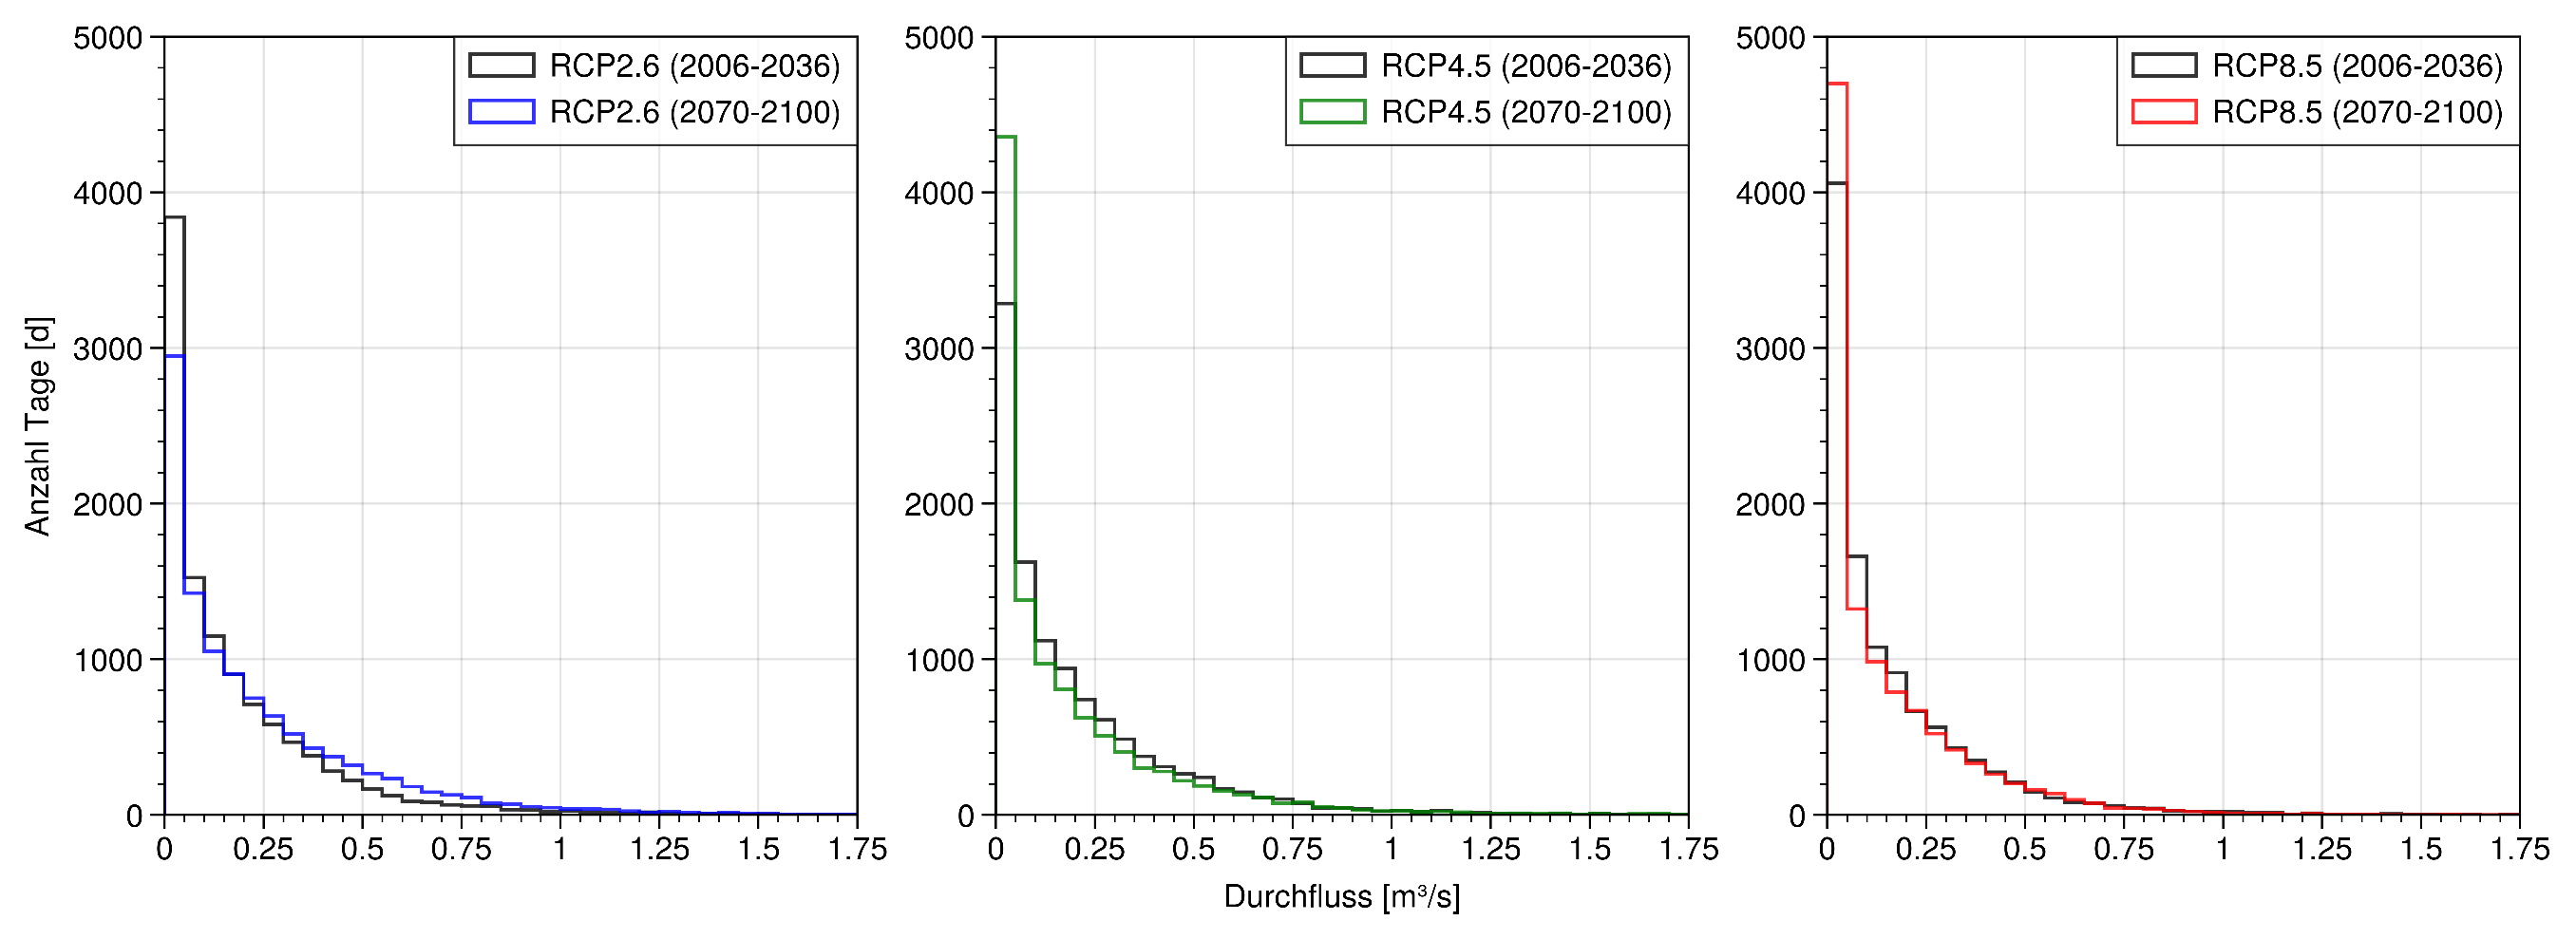 Anzahl Tage [d]
5000
4000
3000
2000
1000
0
RCP2.6 (2006-2036)
RCP2.6 (2070-2100)
0 0.25 0.5 0.75 1 1.25 1.5 1.75
5000
4000
3000
2000
1000
0
RCP4.5 (2006-2036)
RCP4.5 (2070-2100)
0 0.25 0.5 0.75 1 1.25 1.5 1.75
5000
4000
3000
2000
1000
0
RCP8.5 (2006-2036)
RCP8.5 (2070-2100)
0 0.25 0.5 0.75 1 1.25 1.5 1.75
Durchfluss [m³/s]